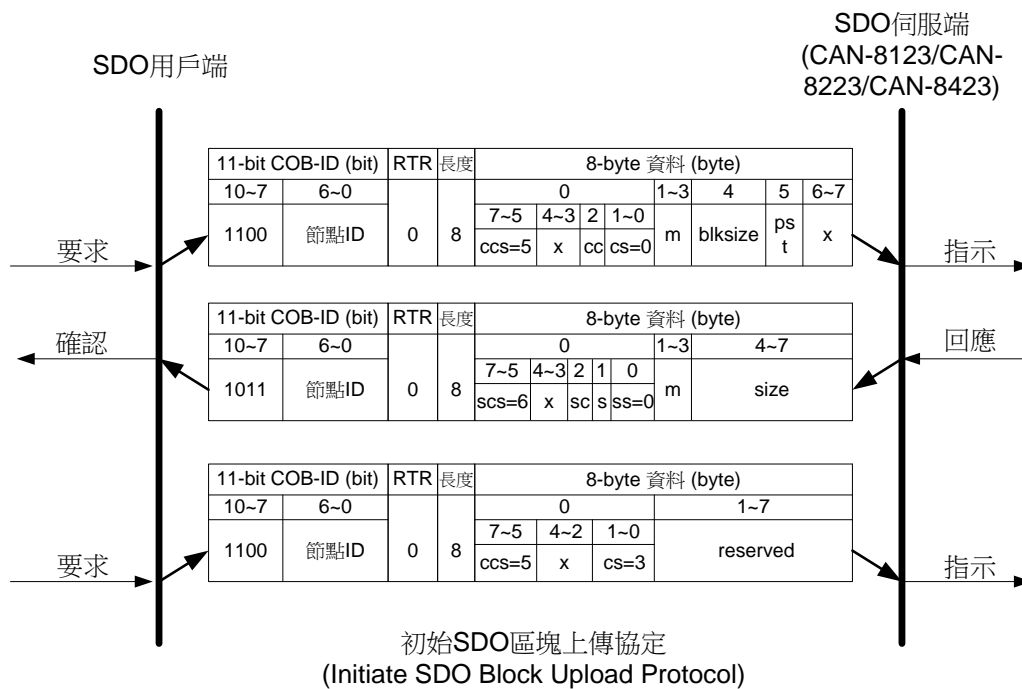 SDO用戶端
SDO伺服端
(CAN-8123/CAN-
8223/CAN-8423)
11-bit COB-ID (bit) RTR 長度 8-byte 資料 (byte)
10~7 6~0 0 1~3 4 5 6~7
7~5 4~3 2 1~0
1100 節點ID 0 8 ccs=5 x cc cs=0 m blksize ps
t x
要求 指示
11-bit COB-ID (bit) RTR 長度 8-byte 資料 (byte)
10~7 6~0 0 1~3 4~7
7~5 4~3 2 1 0
1011 節點ID 0 8 scs=6 x sc s ss=0 m size
確認 回應
11-bit COB-ID (bit) RTR 長度 8-byte 資料 (byte)
10~7 6~0 0 1~7
7~5 4~2 1~0
1100 節點ID 0 8 ccs=5 x cs=3 reserved
要求 指示
初始SDO區塊上傳協定
(Initiate SDO Block Upload Protocol)